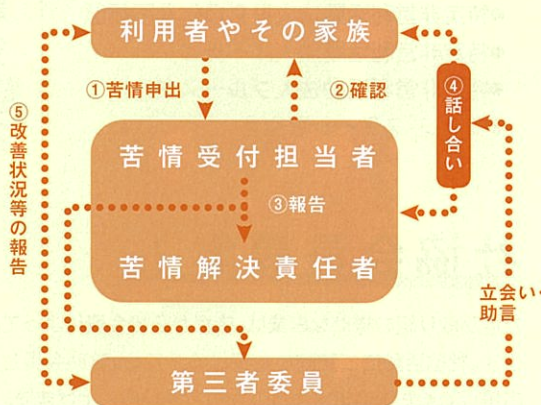 利用者やその家族
①苦情申出
②確認
④話し合い
⑤改善状況等の報告
苦情受付担当者
③報告
苦情解決責任者
立会い
助言
第三者委員